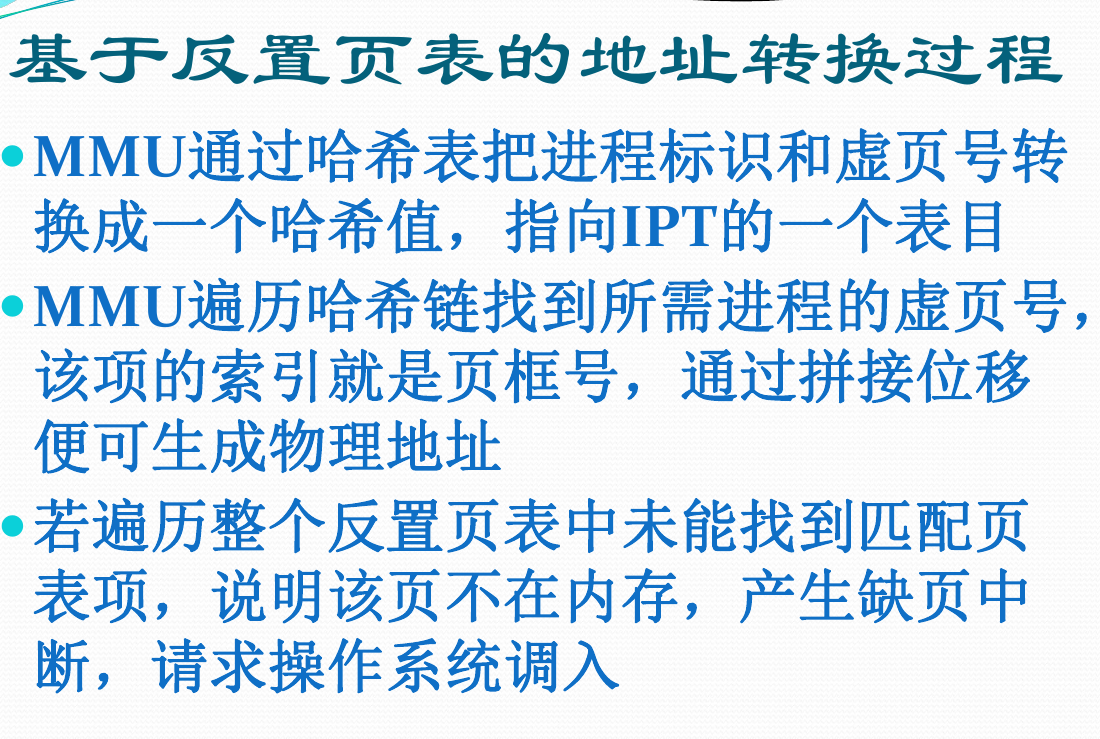 基于反置页表的地址转换过程
•MMU通过哈希表把进程标识和虚页号转
换成一个哈希值，指向IPT的一个表目
•MMU遍历哈希链找到所需进程的虚页号，
该项的索引就是页框号，通过拼接位移
便可生成物理地址
•若遍历整个反置页表中未能找到匹配页
表项，说明该页不在内存，产生缺页中
断，请求操作系统调入